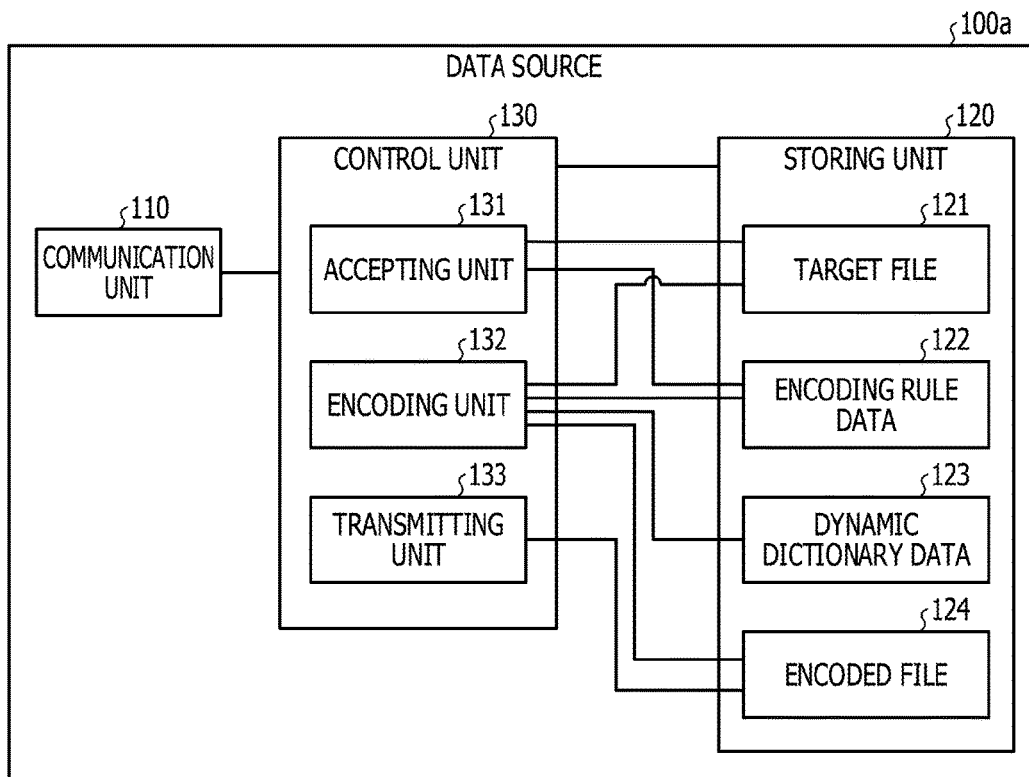 100a
DATA SOURCE
130
CONTROL UNIT
120
STORING UNIT
110
COMMUNICATION
UNIT
131
ACCEPTING UNIT
121
TARGET FILE
132
ENCODING UNIT
122
ENCODING RULE
DATA
133
TRANSMITTING
UNIT
123
DYNAMIC
DICTIONARY DATA
124
ENCODED FILE